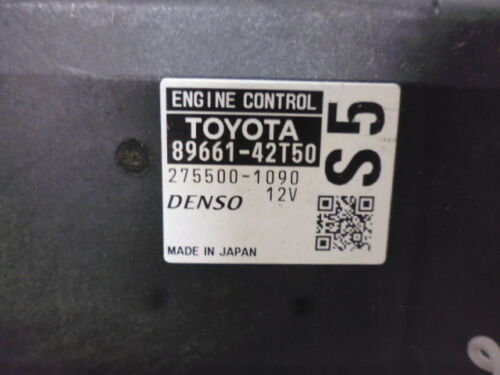 ENGINE CONTROL
TOYOTA
89661-42T50
275500-1090
DENSO 12V
MADE IN JAPAN
S5